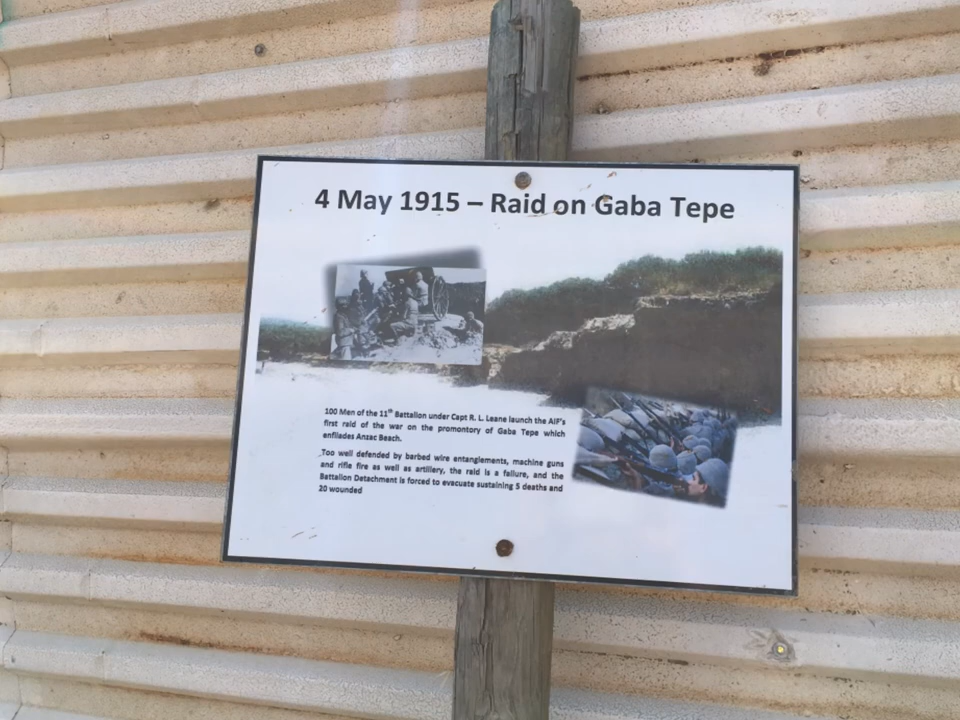 4 May 1915 – Raid on Gaba Tepe
100 Men of the 11th Battalion under Capt R. L. Leane launch the AIF's
first raid of the war on the promontory of Gaba Tepe which
enfilades Anzac Beach.
Too well defended by barbed wire entanglements, machine guns
and rifle fire as well as artillery, the raid is a failure, and the
Battalion Detachment is forced to evacuate sustaining 5 deaths and
20 wounded